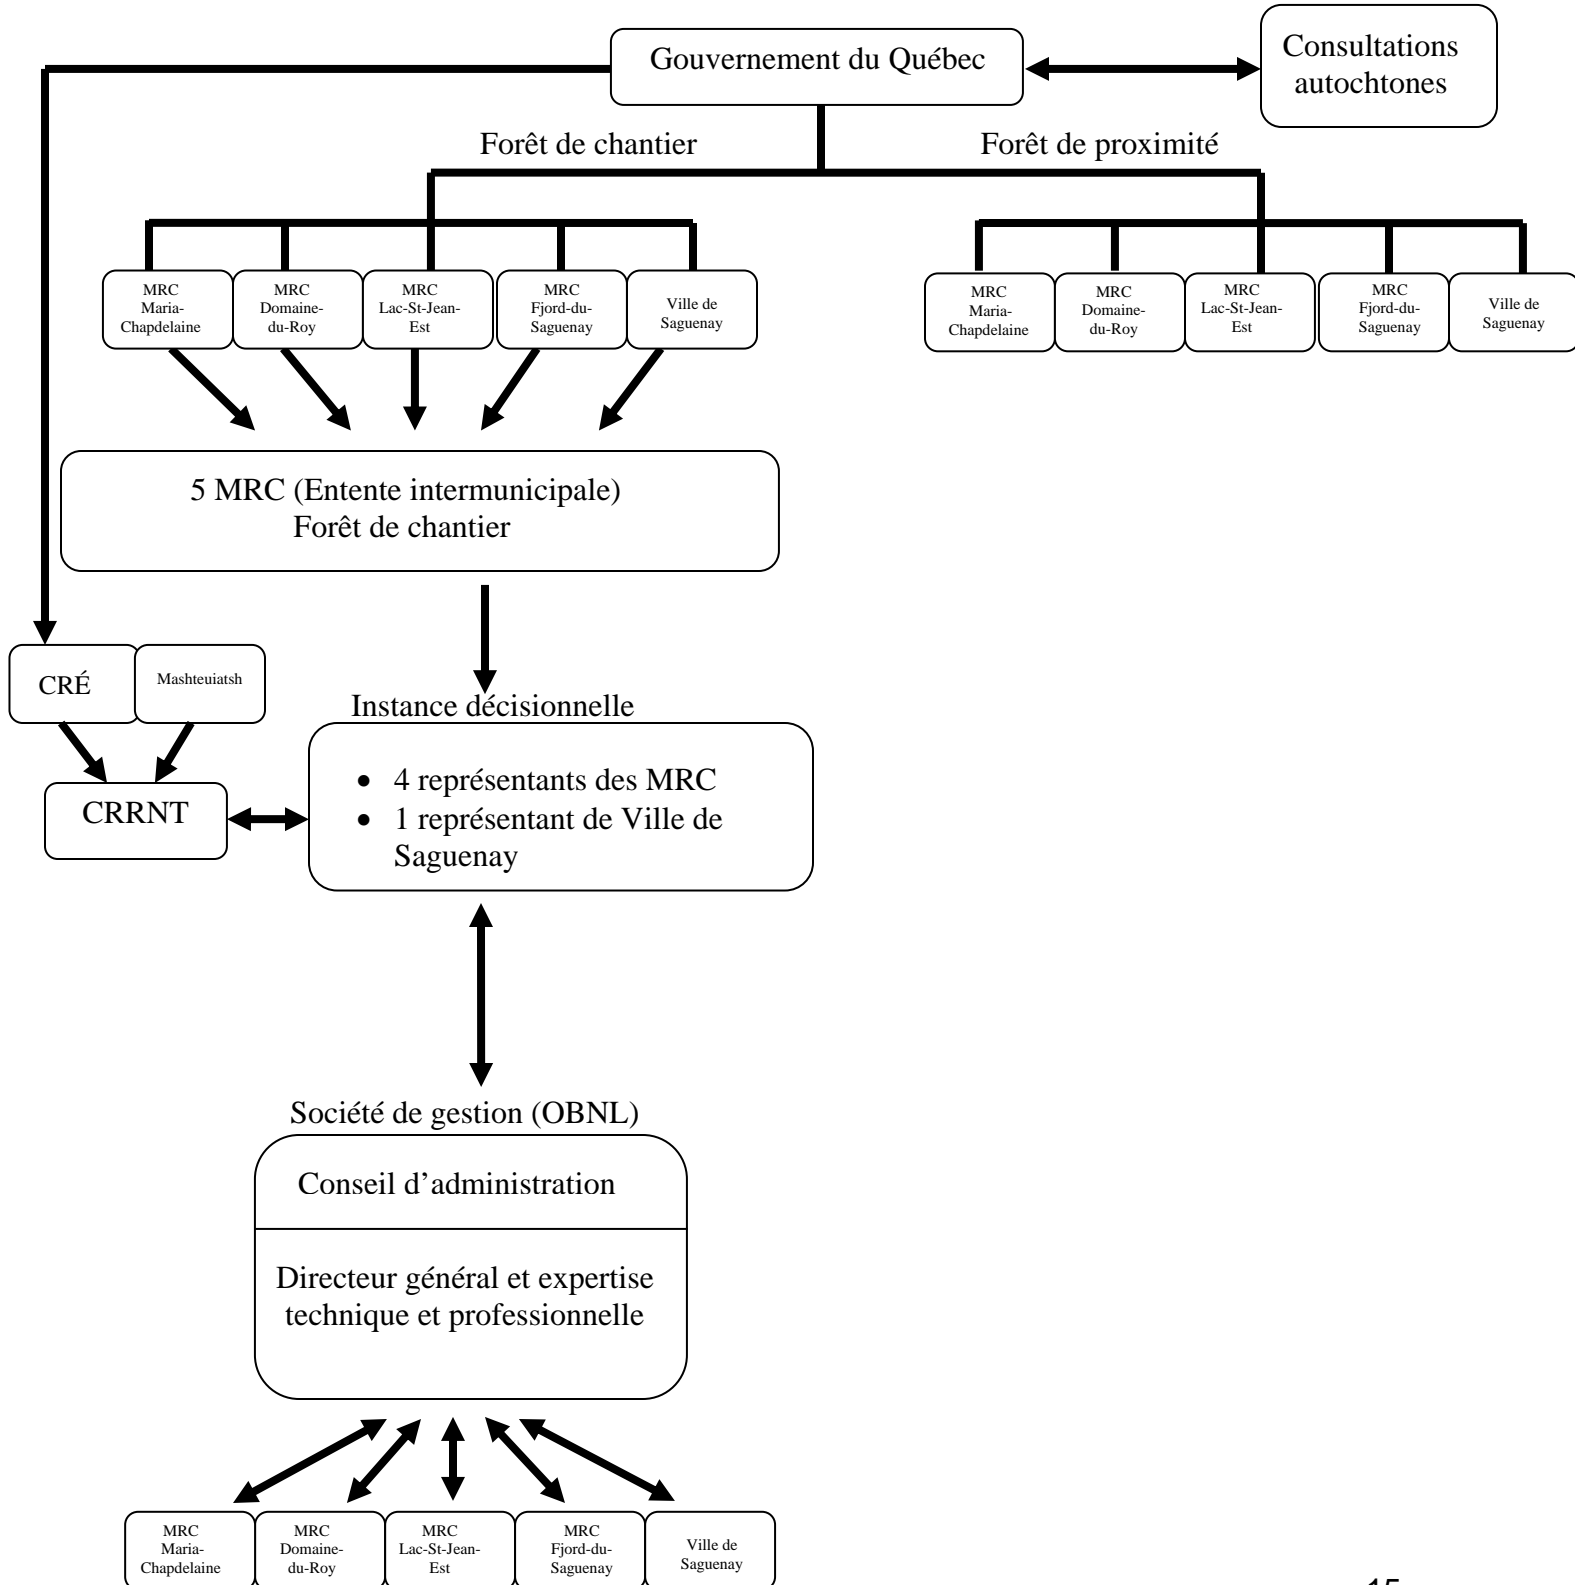 Gouvernement du Québec
Consultations
autochtones
Forêt de chantier
Forêt de proximité
MRC
Maria-
Chapdelaine
MRC
Domaine-
du-Roy
MRC
Lac-St-Jean-
Est
MRC
Fjord-du-
Saguenay
Ville de
Saguenay
MRC
Maria-
Chapdelaine
MRC
Domaine-
du-Roy
MRC
Lac-St-Jean-
Est
MRC
Fjord-du-
Saguenay
Ville de
Saguenay
5 MRC (Entente intermunicipale)
Forêt de chantier
CRÉ
Mashteuiatsh
CRRNT
Instance décisionnelle
• 4 représentants des MRC
• 1 représentant de Ville de
Saguenay
Société de gestion (OBNL)
Conseil d’administration
Directeur général et expertise
technique et professionnelle
MRC
Maria-
Chapdelaine
MRC
Domaine-
du-Roy
MRC
Lac-St-Jean-
Est
MRC
Fjord-du-
Saguenay
Ville de
Saguenay
15